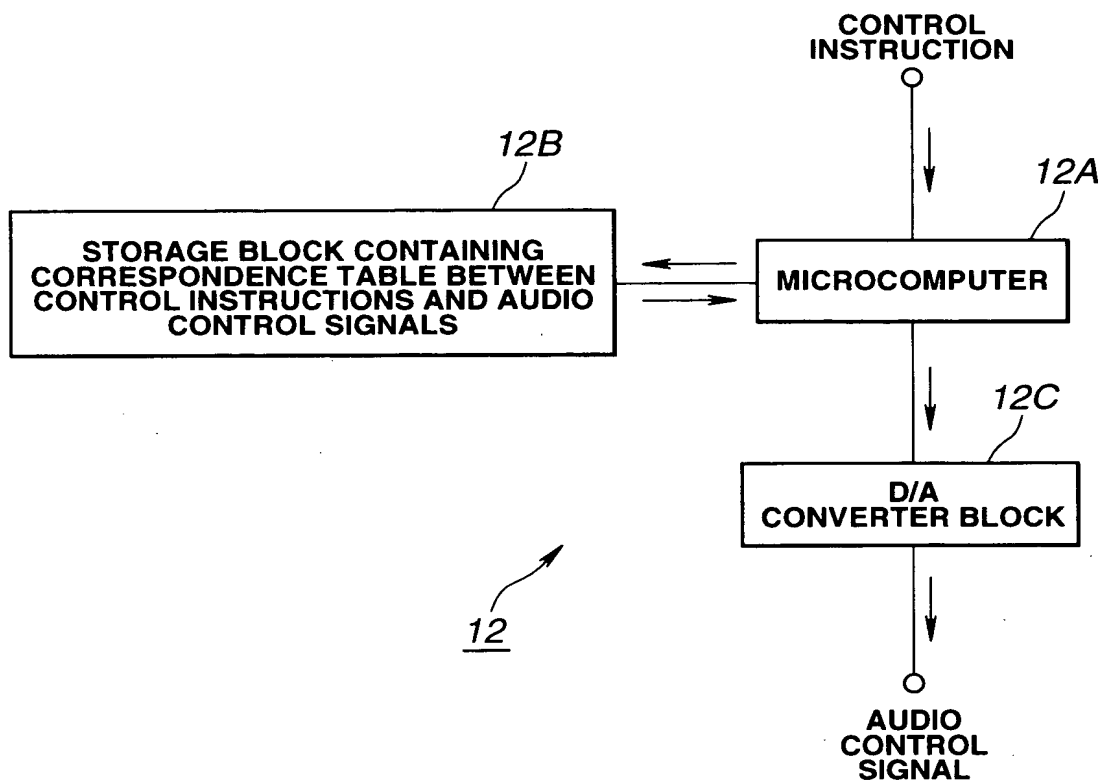 CONTROL
INSTRUCTION
12B
12A
STORAGE BLOCK CONTAINING
CORRESPONDENCE TABLE BETWEEN
CONTROL INSTRUCTIONS AND AUDIO
CONTROL SIGNALS
MICROCOMPUTER
12C
D/A
CONVERTER BLOCK
12
AUDIO
CONTROL
SIGNAL